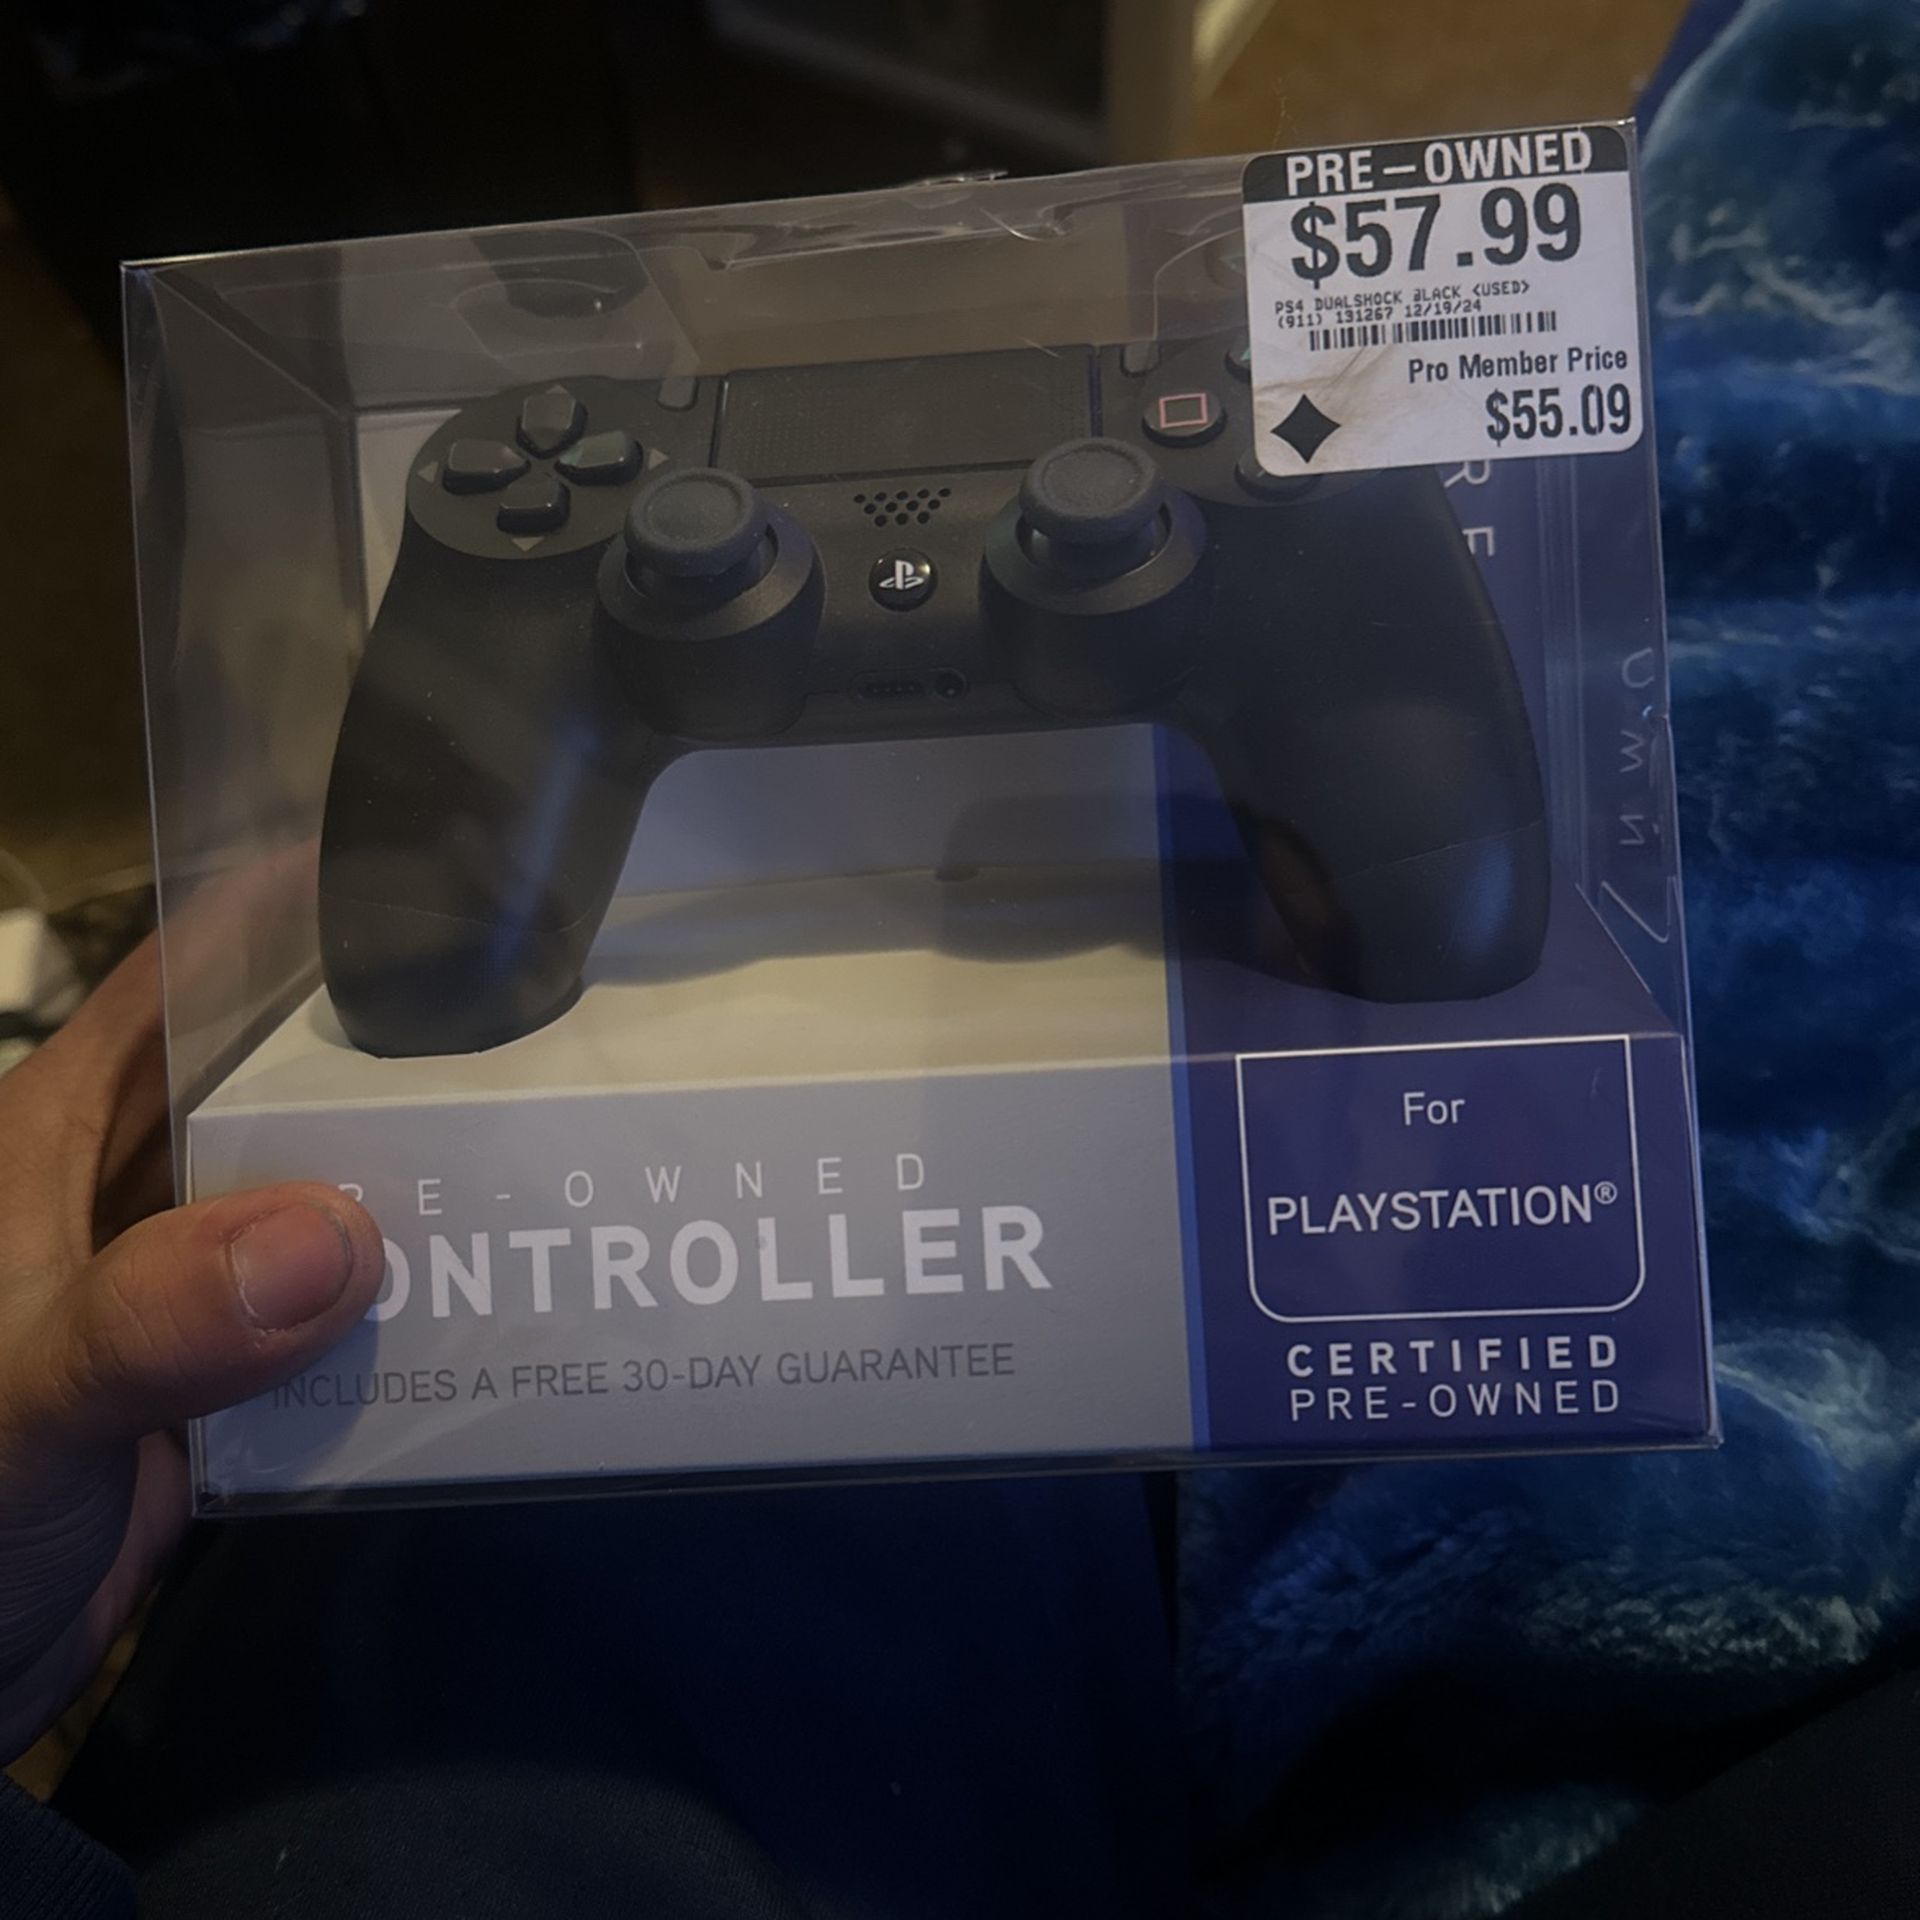 PRE-OWNED
$57.99
PS4 DUALSHOCK BLACK <USED>
(911) 131267 12/19/24
Pro Member Price
$55.09
RE
E-OWNED
ONTROLLER
INCLUDES A FREE 30-DAY GUARANTEE
For
PLAYSTATION®
CERTIFIED
PRE-OWNED